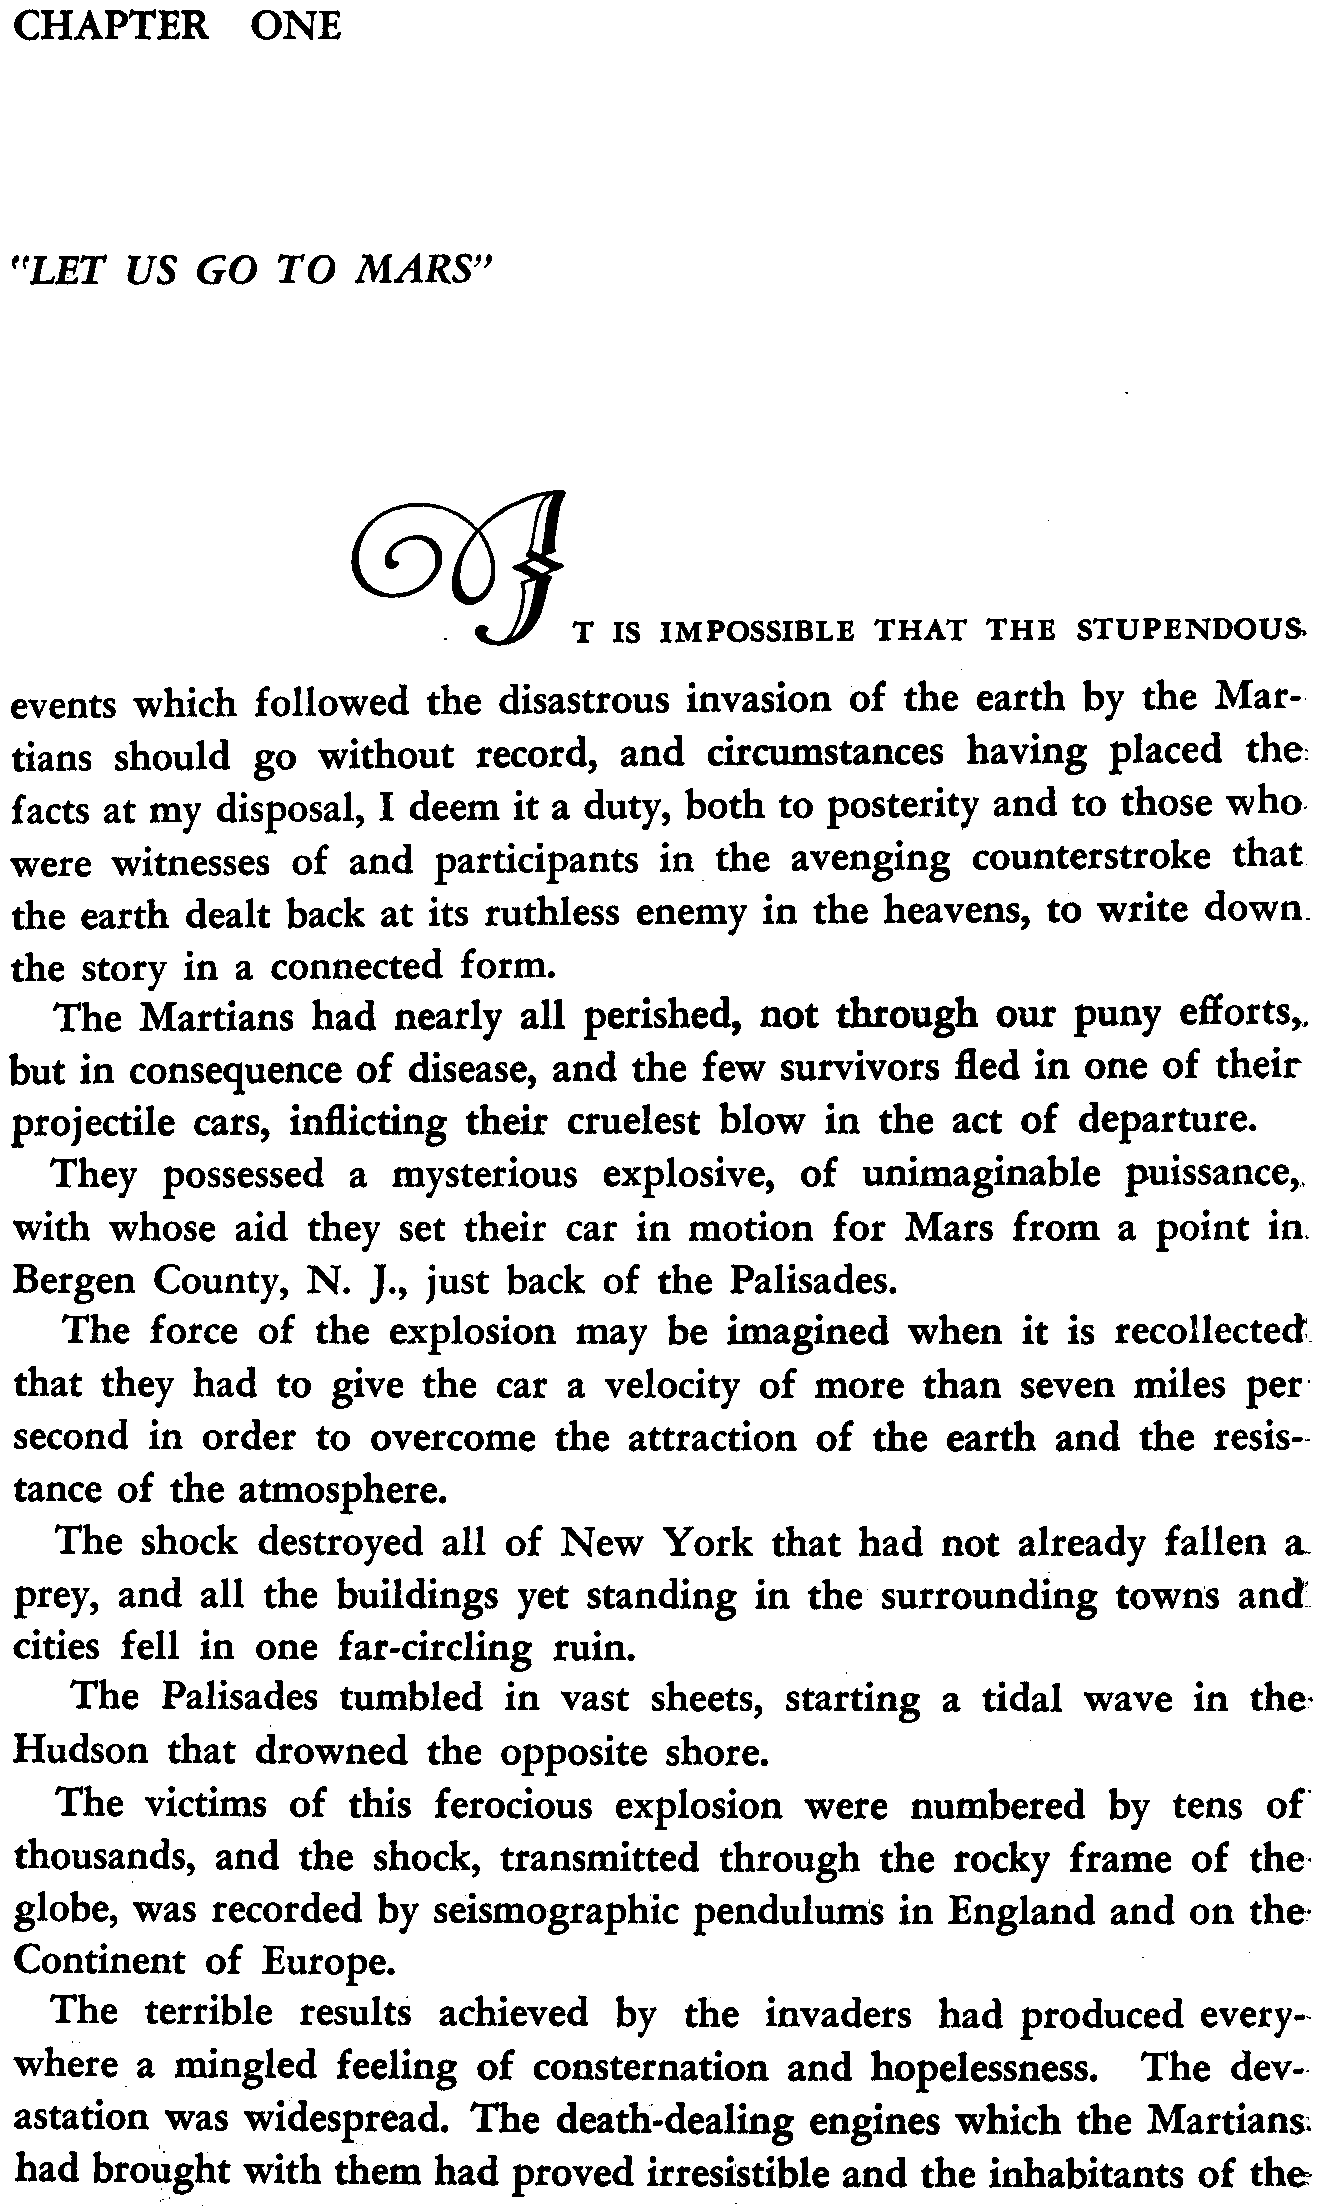 CHAPTER ONE
"LET US GO TO MARS"
IT IS IMPOSSIBLE THAT THE STUPENDOUS
events which followed the disastrous invasion of the earth by the Mar-
tians should go without record, and circumstances having placed the
facts at my disposal, I deem it a duty, both to posterity and to those who
were witnesses of and participants in the avenging counterstroke that
the earth dealt back at its ruthless enemy in the heavens, to write down
the story in a connected form.
The Martians had nearly all perished, not through our puny efforts,
but in consequence of disease, and the few survivors fled in one of their
projectile cars, inflicting their cruelest blow in the act of departure.
They possessed a mysterious explosive, of unimaginable puissance,
with whose aid they set their car in motion for Mars from a point in
Bergen County, N. J., just back of the Palisades.
The force of the explosion may be imagined when it is recollected
that they had to give the car a velocity of more than seven miles per
second in order to overcome the attraction of the earth and the resis-
tance of the atmosphere.
The shock destroyed all of New York that had not already fallen a
prey, and all the buildings yet standing in the surrounding towns and
cities fell in one far-circling ruin.
The Palisades tumbled in vast sheets, starting a tidal wave in the
Hudson that drowned the opposite shore.
The victims of this ferocious explosion were numbered by tens of
thousands, and the shock, transmitted through the rocky frame of the
globe, was recorded by seismographic pendulums in England and on the
Continent of Europe.
The terrible results achieved by the invaders had produced every-
where a mingled feeling of consternation and hopelessness. The dev-
astation was widespread. The death-dealing engines which the Martians
had brought with them had proved irresistible and the inhabitants of the